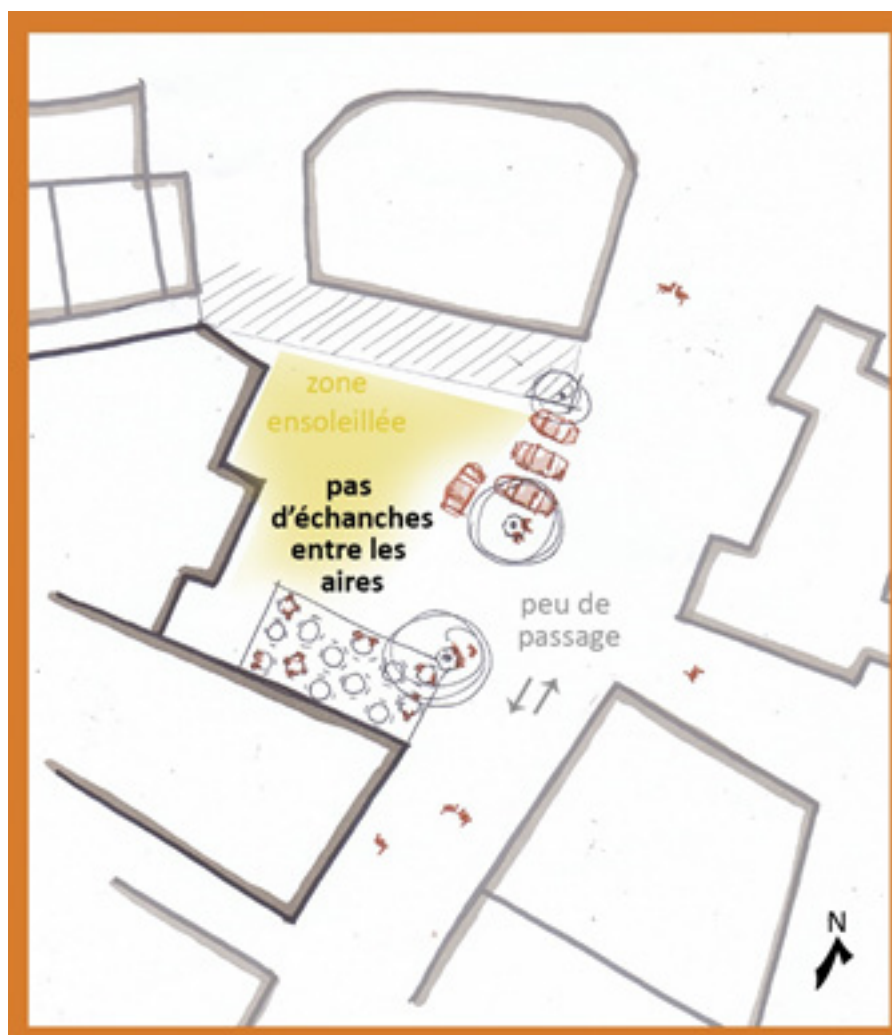 zone
ensoleillée
pas
d'échanches
entre les
aires
peu de
passage
N